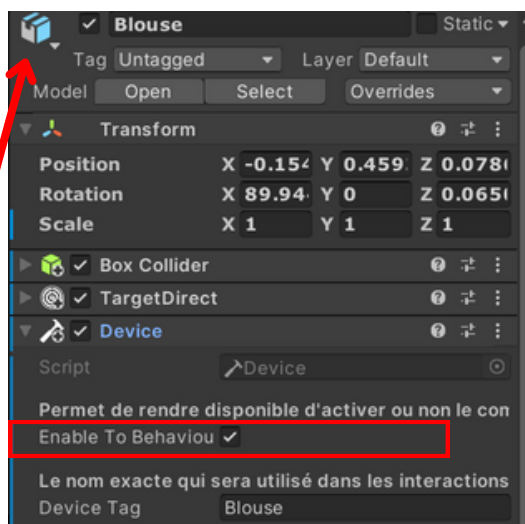 Blouse Static
Tag Untagged Layer Default
Model Open Select Overrides
Transform
Position X -0.154 Y 0.459 Z 0.078
Rotation X 89.94 Y 0 Z 0.065
Scale X 1 Y 1 Z 1
Box Collider
TargetDirect
Device
Script Device
Permet de rendre disponible d'activer ou non le con
Enable To Behaviou
Le nom exacte qui sera utilisé dans les interactions
Device Tag Blouse